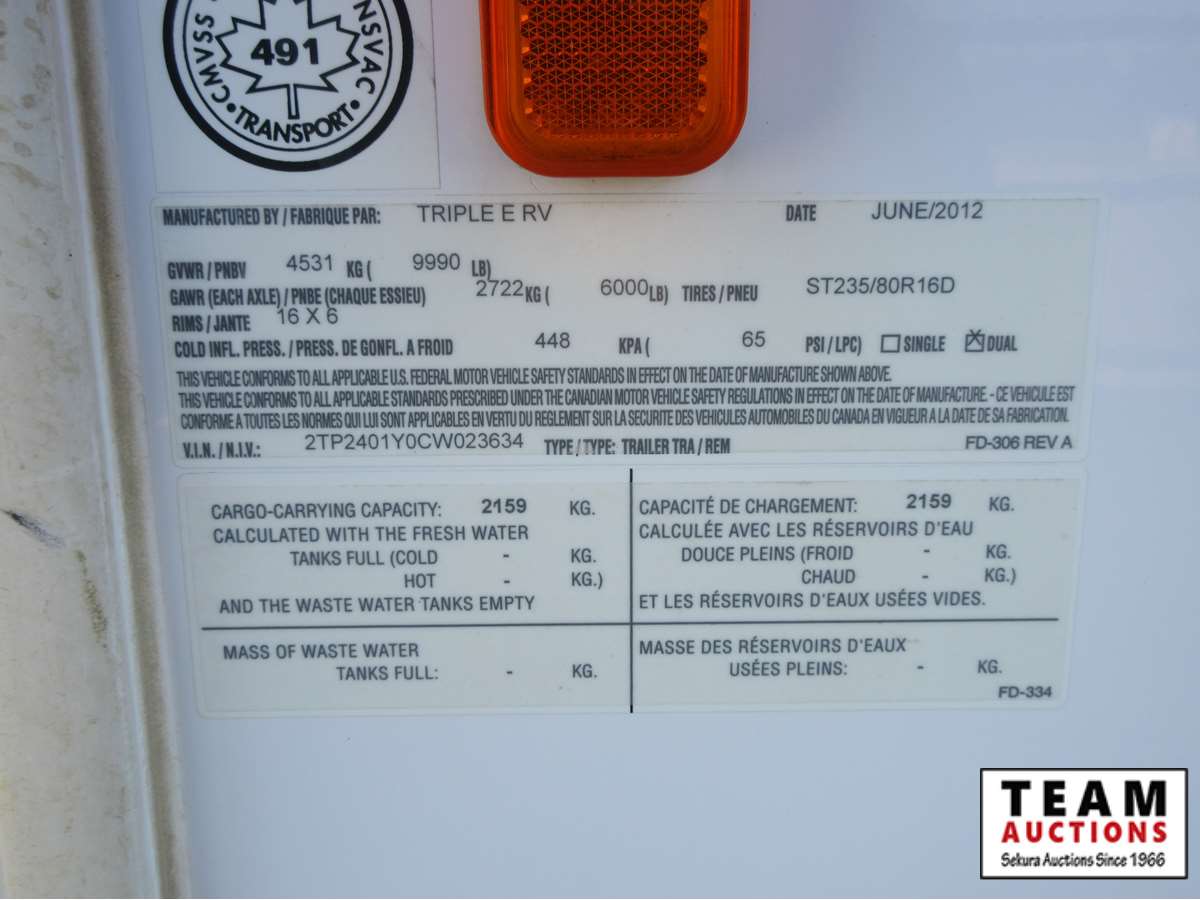 CMVSS NSVAC
491
• TRANSPORT •
MANUFACTURED BY / FABRIQUE PAR: TRIPLE E RV DATE JUNE/2012
GVWR / PNBV 4531 KG ( 9990 LB)
GAWR (EACH AXLE) / PNBE (CHAQUE ESSIEU) 2722 KG ( 6000 LB) TIRES / PNEU ST235/80R16D
RIMS / JANTE 16 X 6
COLD INFL. PRESS. / PRESS. DE GONFL. A FROID 448 KPA ( 65 PSI / LPC) ☐ SINGLE ☒ DUAL
THIS VEHICLE CONFORMS TO ALL APPLICABLE U.S. FEDERAL MOTOR VEHICLE SAFETY STANDARDS IN EFFECT ON THE DATE OF MANUFACTURE SHOWN ABOVE.
THIS VEHICLE CONFORMS TO ALL APPLICABLE STANDARDS PRESCRIBED UNDER THE CANADIAN MOTOR VEHICLE SAFETY REGULATIONS IN EFFECT ON THE DATE OF MANUFACTURE. - CE VEHICULE EST
CONFORME A TOUTES LES NORMES QUI LUI SONT APPLICABLES EN VERTU DU REGLEMENT SUR LA SECURITE DES VEHICULES AUTOMOBILES DU CANADA EN VIGUEUR A LA DATE DE SA FABRICATION.
V.I.N. / N.I.V.: 2TP2401Y0CW023634 TYPE / TYPE: TRAILER TRA / REM FD-306 REV A
CARGO-CARRYING CAPACITY: 2159 KG.
CALCULATED WITH THE FRESH WATER
TANKS FULL (COLD - KG.
HOT - KG.)
AND THE WASTE WATER TANKS EMPTY
MASS OF WASTE WATER
TANKS FULL: - KG.
CAPACITÉ DE CHARGEMENT: 2159 KG.
CALCULÉE AVEC LES RÉSERVOIRS D'EAU
DOUCE PLEINS (FROID - KG.
CHAUD - KG.)
ET LES RÉSERVOIRS D'EAUX USÉES VIDES.
MASSE DES RÉSERVOIRS D'EAUX
USÉES PLEINS: - KG.
FD-334
TEAM
AUCTIONS
Sekura Auctions Since 1966